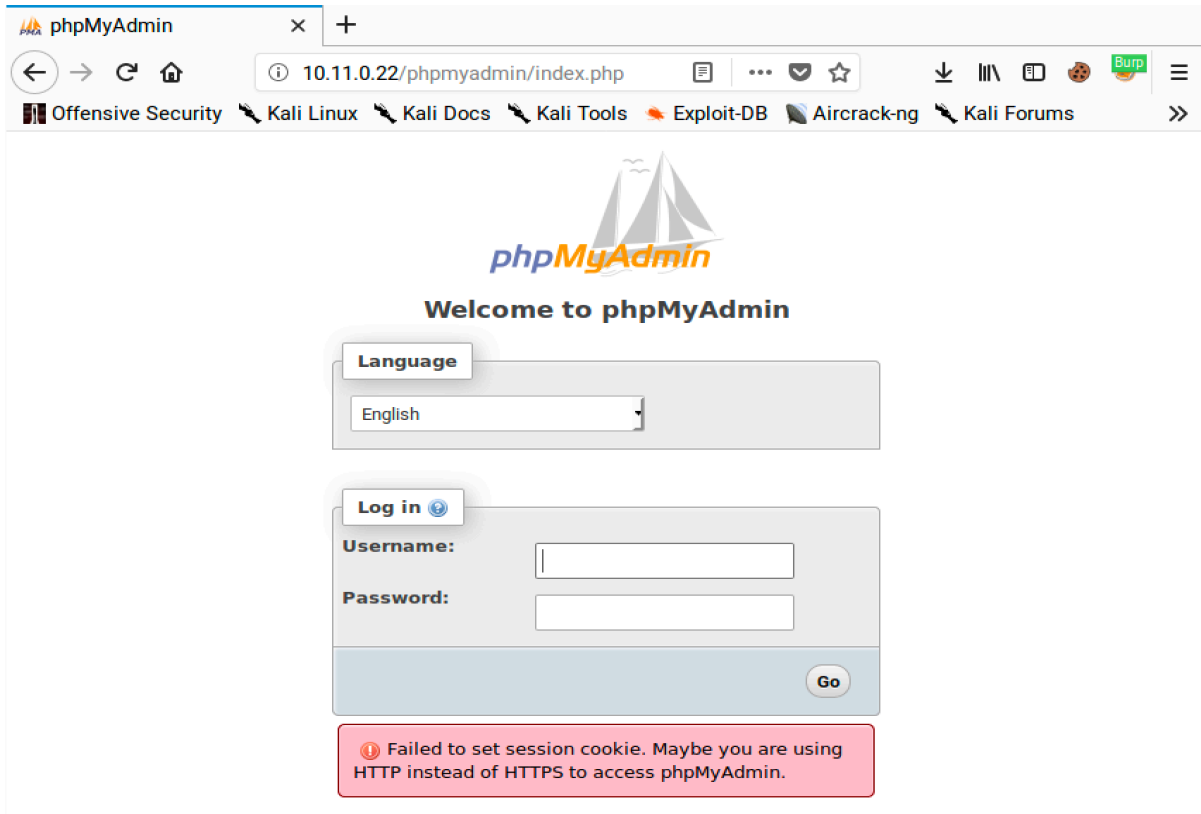 phpMyAdmin
10.11.0.22/phpmyadmin/index.php
Burp
Offensive Security Kali Linux Kali Docs Kali Tools Exploit-DB Aircrack-ng Kali Forums
phpMyAdmin
Welcome to phpMyAdmin
Language
English
Log in
Username:
Password:
Go
Failed to set session cookie. Maybe you are using
HTTP instead of HTTPS to access phpMyAdmin.